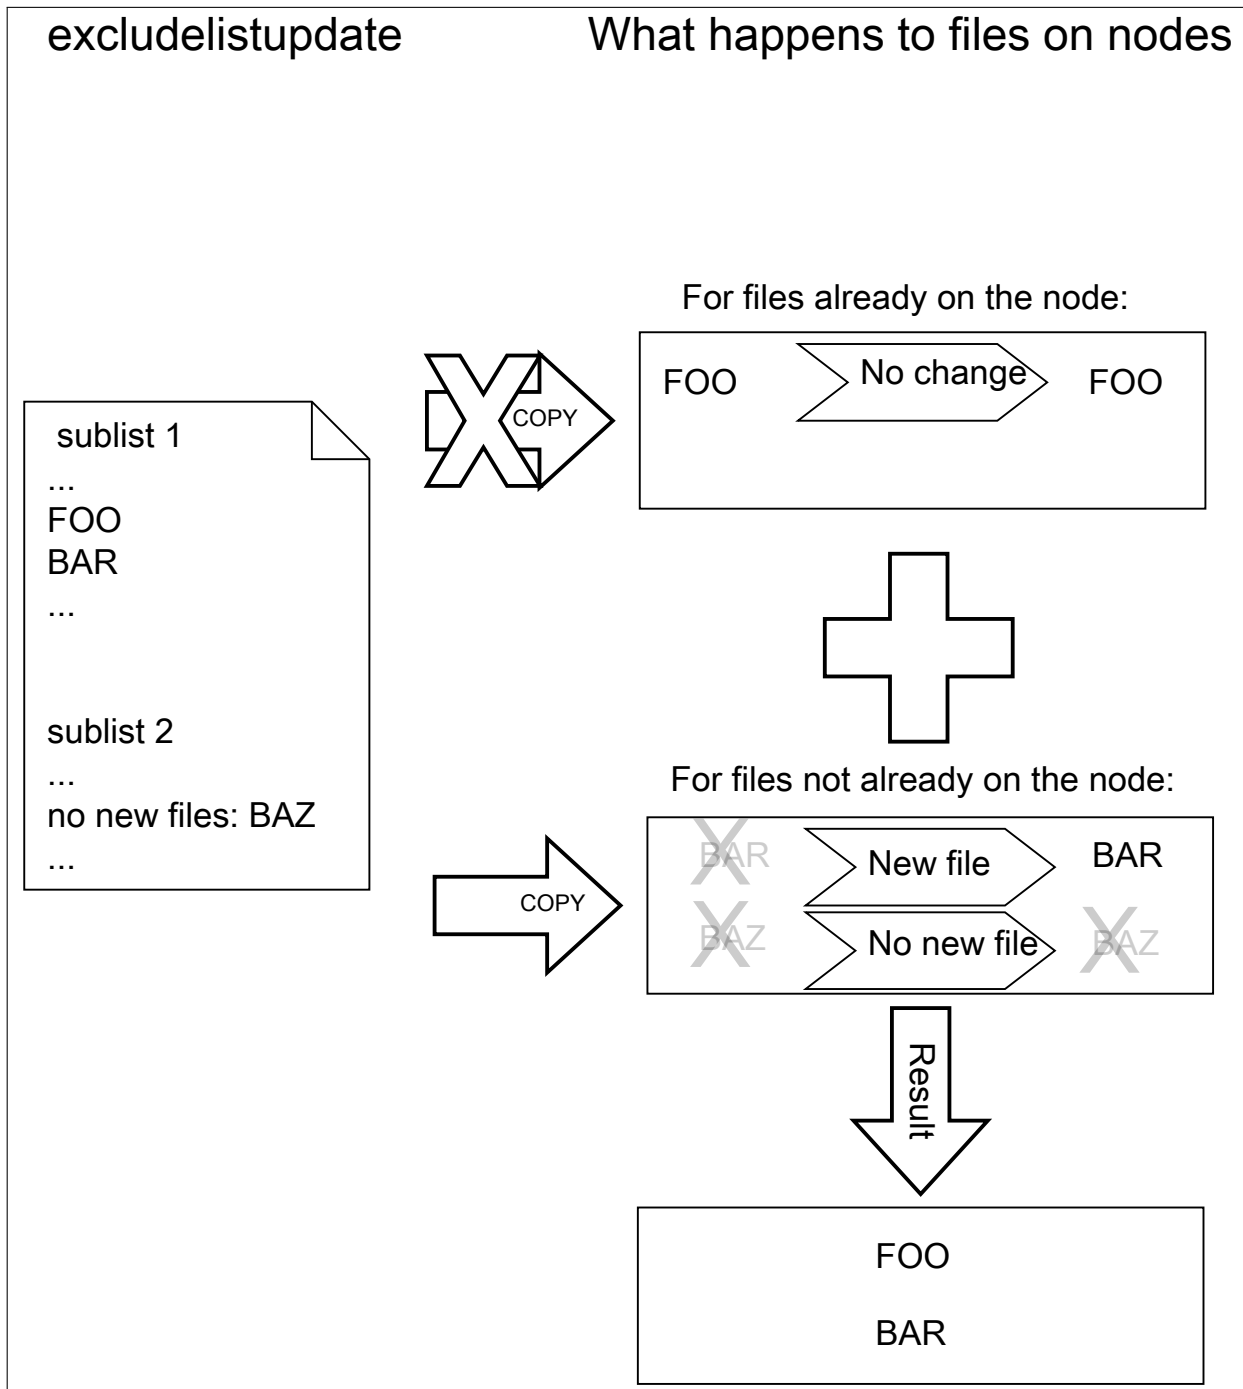 excludelistupdate
What happens to files on nodes
For files already on the node:
FOO
No change
FOO
COPY
sublist 1
...
FOO
BAR
...
sublist 2
...
no new files: BAZ
...
For files not already on the node:
BAR
New file
BAR
COPY
BAZ
No new file
BAZ
Result
FOO
BAR